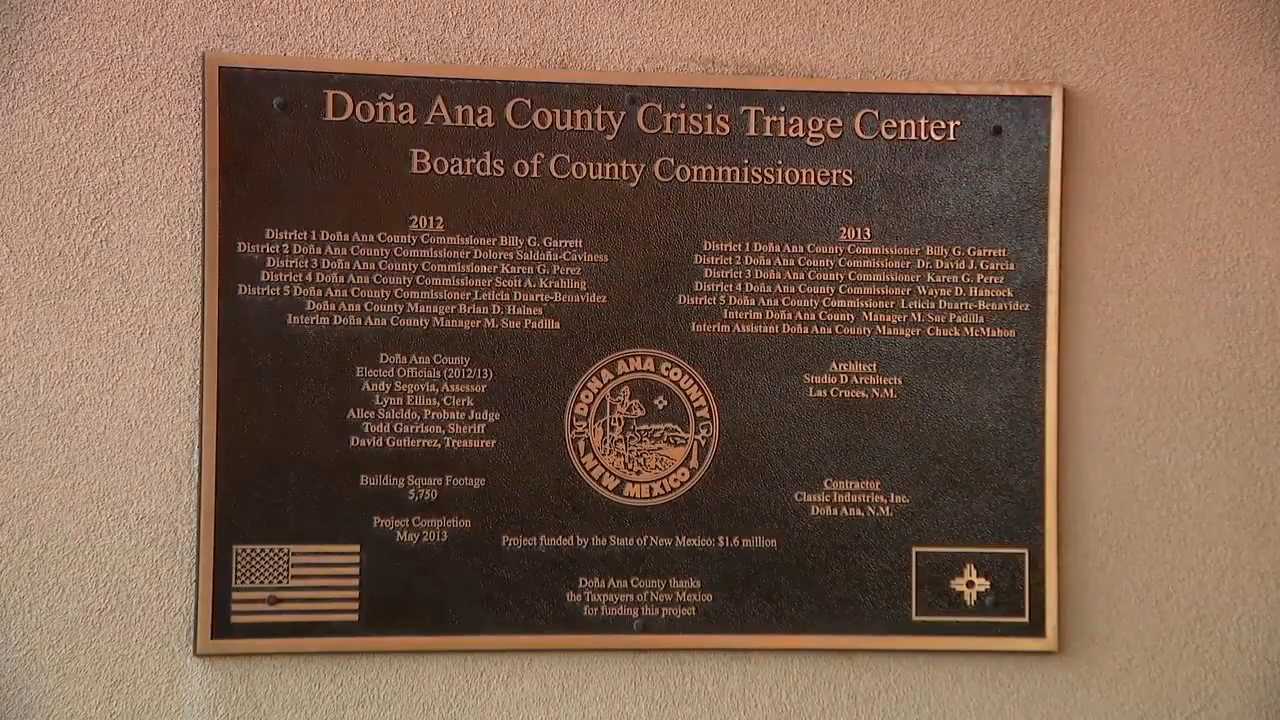 Doña Ana County Crisis Triage Center
Boards of County Commissioners
2012
District 1 Doña Ana County Commissioner Billy G. Garrett
District 2 Doña Ana County Commissioner Dolores Saldaña-Caviness
District 3 Doña Ana County Commissioner Karen G. Perez
District 4 Doña Ana County Commissioner Scott A. Krahling
District 5 Doña Ana County Commissioner Leticia Duarte-Benavidez
Doña Ana County Manager Brian D. Haines
Interim Doña Ana County Manager M. Sue Padilla
2013
District 1 Doña Ana County Commissioner Billy G. Garrett
District 2 Doña Ana County Commissioner Dr. David J. Garcia
District 3 Doña Ana County Commissioner Karen G. Perez
District 4 Doña Ana County Commissioner Wayne D. Hancock
District 5 Doña Ana County Commissioner Leticia Duarte-Benavidez
Interim Doña Ana County Manager M. Sue Padilla
Interim Assistant Doña Ana County Manager Chuck McMahon
Doña Ana County
Elected Officials (2012/13)
Andy Segovia, Assessor
Lynn Ellins, Clerk
Alice Salcido, Probate Judge
Todd Garrison, Sheriff
David Gutierrez, Treasurer
Building Square Footage
5,750
Project Completion
May 2013
DOÑA ANA COUNTY
NEW MEXICO
Architect
Studio D Architects
Las Cruces, N.M.
Contractor
Classic Industries, Inc.
Doña Ana, N.M.
Project funded by the State of New Mexico: $1.6 million
Doña Ana County thanks
the Taxpayers of New Mexico
for funding this project